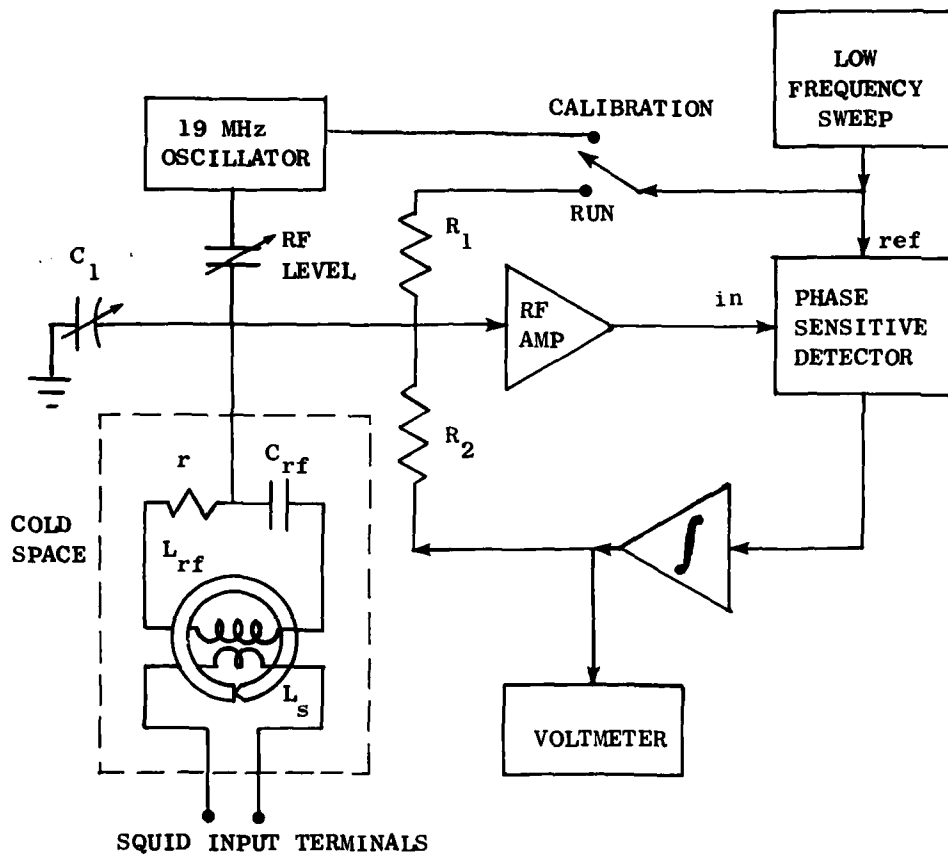 LOW
FREQUENCY
SWEEP
CALIBRATION
19 MHz
OSCILLATOR
RUN
R1
ref
C1
RF
LEVEL
in
RF
AMP
PHASE
SENSITIVE
DETECTOR
R2
r
Crf
COLD
SPACE
Lrf
∫
Ls
VOLTMETER
SQUID INPUT TERMINALS